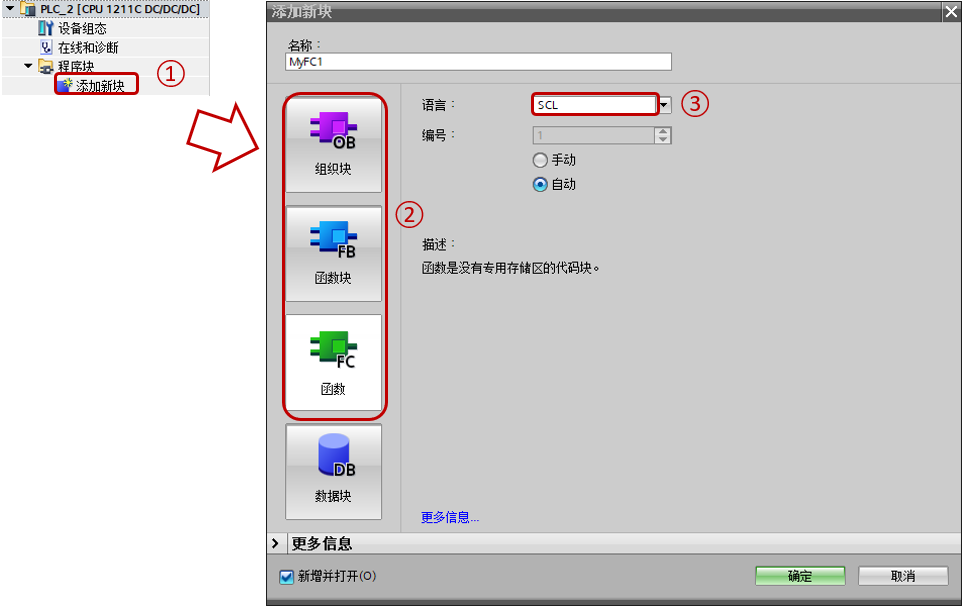 PLC_2 [CPU 1211C DC/DC/DC]
设备组态
在线和诊断
程序块
添加新块
①
添加新块
名称：
MyFC1
OB
组织块
FB
函数块
FC
函数
DB
数据块
②
语言：
SCL
③
编号：
1
手动
自动
描述：
函数是没有专用存储区的代码块。
更多信息...
更多信息
新增并打开(O)
确定
取消